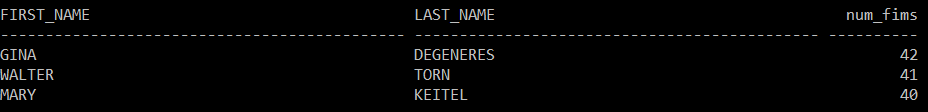 FIRST_NAME LAST_NAME num_fims
--------------------------------------------- --------------------------------------------- ----------
GINA DEGENERES 42
WALTER TORN 41
MARY KEITEL 40